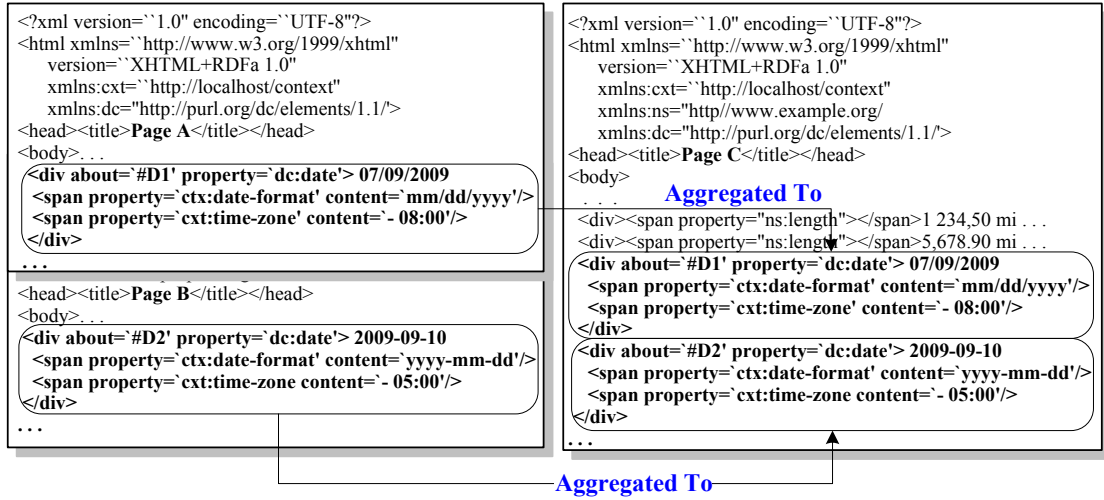 <?xml version=``1.0" encoding=``UTF-8"?>
<html xmlns=``http://www.w3.org/1999/xhtml"
version=``XHTML+RDFa 1.0"
xmlns:cxt=``http://localhost/context"
xmlns:dc="http://purl.org/dc/elements/1.1/'>
<head><title>Page A</title></head>
<body>. . .
<div about=`#D1' property=`dc:date'> 07/09/2009
<span property=`ctx:date-format' content=`mm/dd/yyyy'/>
<span property=`cxt:time-zone' content=`- 08:00'/>
</div>
. . .
<head><title>Page B</title></head>
<body>. . .
<div about=`#D2' property=`dc:date'> 2009-09-10
<span property=`ctx:date-format' content=`yyyy-mm-dd'/>
<span property=`cxt:time-zone content=`- 05:00'/>
</div>
. . .
<?xml version=``1.0" encoding=``UTF-8"?>
<html xmlns=``http://www.w3.org/1999/xhtml"
version=``XHTML+RDFa 1.0"
xmlns:cxt=``http://localhost/context"
xmlns:ns="http//www.example.org/
xmlns:dc="http://purl.org/dc/elements/1.1/'>
<head><title>Page C</title></head>
<body>
. . .
Aggregated To
<div><span property="ns:length"></span>1 234,50 mi . . .
<div><span property="ns:length"></span>5,678.90 mi . . .
<div about=`#D1' property=`dc:date'> 07/09/2009
<span property=`ctx:date-format' content=`mm/dd/yyyy'/>
<span property=`cxt:time-zone' content=`- 08:00'/>
</div>
<div about=`#D2' property=`dc:date'> 2009-09-10
<span property=`ctx:date-format' content=`yyyy-mm-dd'/>
<span property=`cxt:time-zone content=`- 05:00'/>
</div>
. . .
Aggregated To